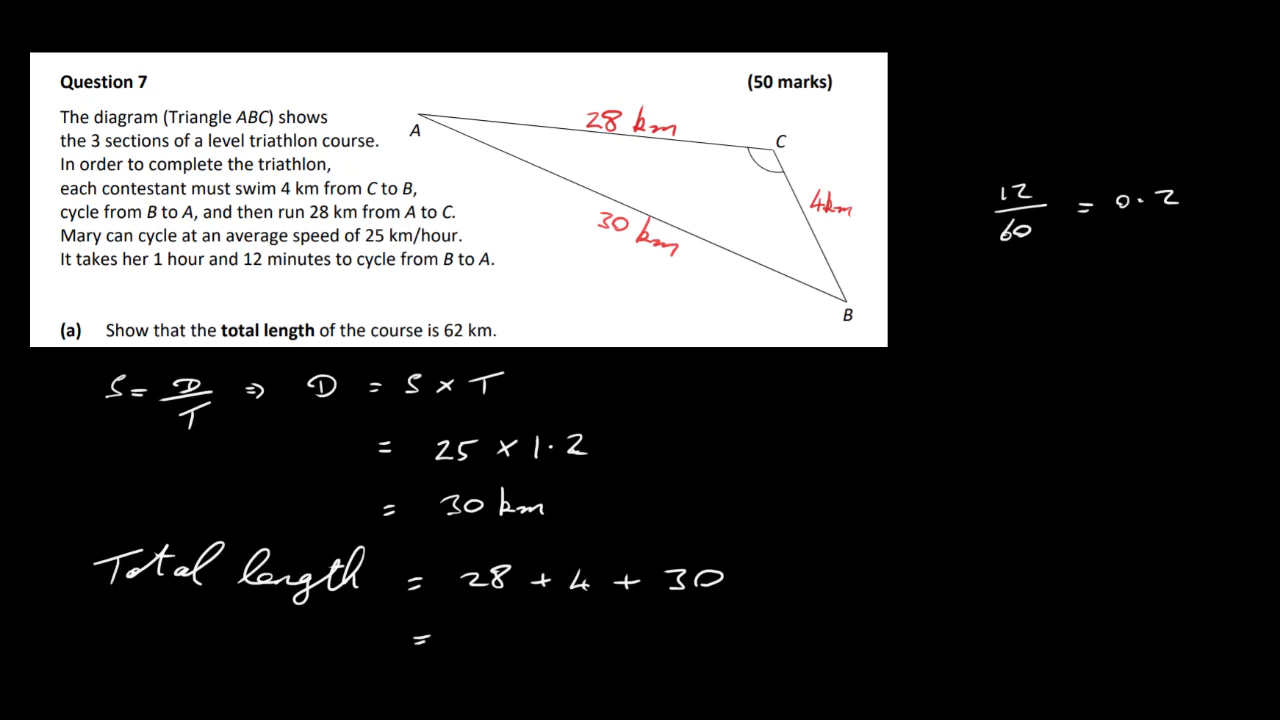 Question 7 (50 marks)
The diagram (Triangle ABC) shows
the 3 sections of a level triathlon course.
In order to complete the triathlon,
each contestant must swim 4 km from C to B,
cycle from B to A, and then run 28 km from A to C.
Mary can cycle at an average speed of 25 km/hour.
It takes her 1 hour and 12 minutes to cycle from B to A.
A
28 km
C
4km
30 km
B
12/60 = 0.2
(a) Show that the total length of the course is 62 km.
S = D/T ⇒ D = S × T
= 25 × 1.2
= 30 km
Total length = 28 + 4 + 30
=